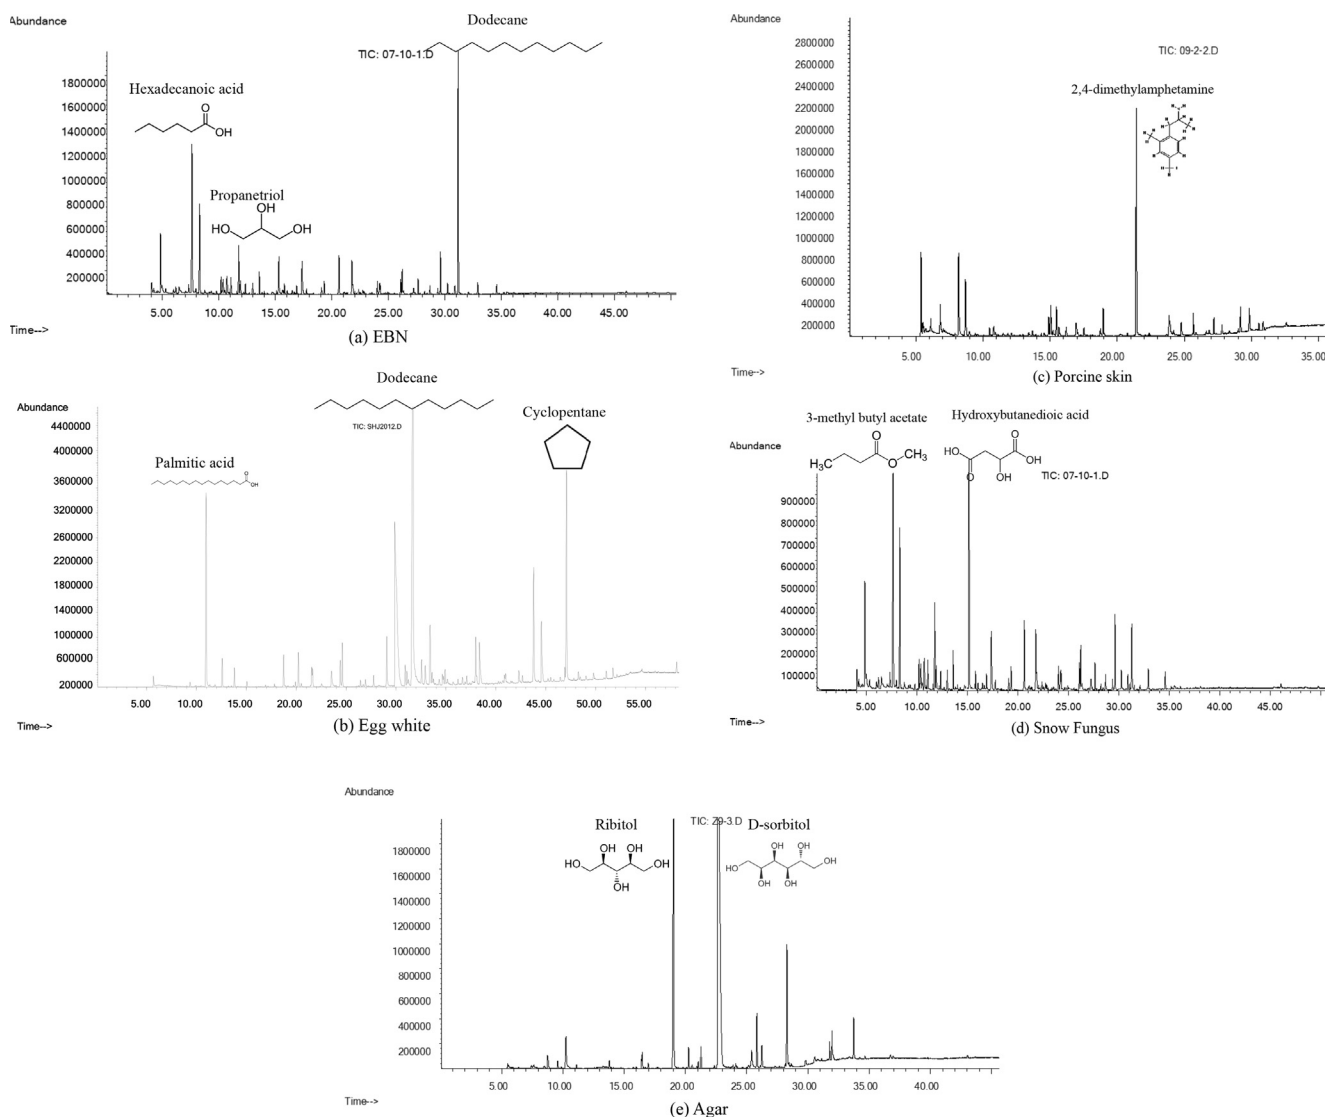 Abundance
Dodecane
TIC: 07-10-1.D
Hexadecanoic acid
O
OH
Propanetriol
OH
HO
OH
1800000
1600000
1400000
1200000
1000000
800000
600000
400000
200000
5.00 10.00 15.00 20.00 25.00 30.00 35.00 40.00 45.00
Time-->
(a) EBN
Abundance
TIC: 09-2-2.D
2,4-dimethylamphetamine
2800000
2600000
2400000
2200000
2000000
1800000
1600000
1400000
1200000
1000000
800000
600000
400000
200000
5.00 10.00 15.00 20.00 25.00 30.00 35.00
Time-->
(c) Porcine skin
Abundance
Dodecane
TIC: SHJ2012.D
Cyclopentane
Palmitic acid
O
OH
4400000
4000000
3600000
3200000
2600000
2200000
1800000
1400000
1000000
600000
200000
5.00 10.00 15.00 20.00 25.00 30.00 35.00 40.00 45.00 50.00 55.00
Time-->
(b) Egg white
Abundance
3-methyl butyl acetate
O
H3C
O
CH3
Hydroxybutanedioic acid
O
HO
OH
O
OH
TIC: 07-10-1.D
900000
800000
700000
600000
500000
400000
300000
200000
100000
5.00 10.00 15.00 20.00 25.00 30.00 35.00 40.00 45.00
Time-->
(d) Snow Fungus
Abundance
Ribitol
OH OH
HO
OH
OH
TIC: Z9-3.D
D-sorbitol
OH OH
HO
OH
OH OH
1800000
1600000
1400000
1200000
1000000
800000
600000
400000
200000
5.00 10.00 15.00 20.00 25.00 30.00 35.00 40.00
Time-->
(e) Agar